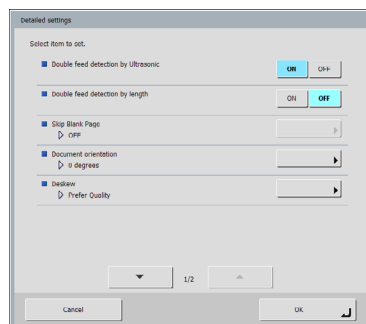 Detailed settings
Select item to set.
Double feed detection by Ultrasonic
ON OFF
Double feed detection by length
ON OFF
Skip Blank Page
OFF
Document orientation
0 degrees
Deskew
Prefer Quality
1/2
Cancel
OK